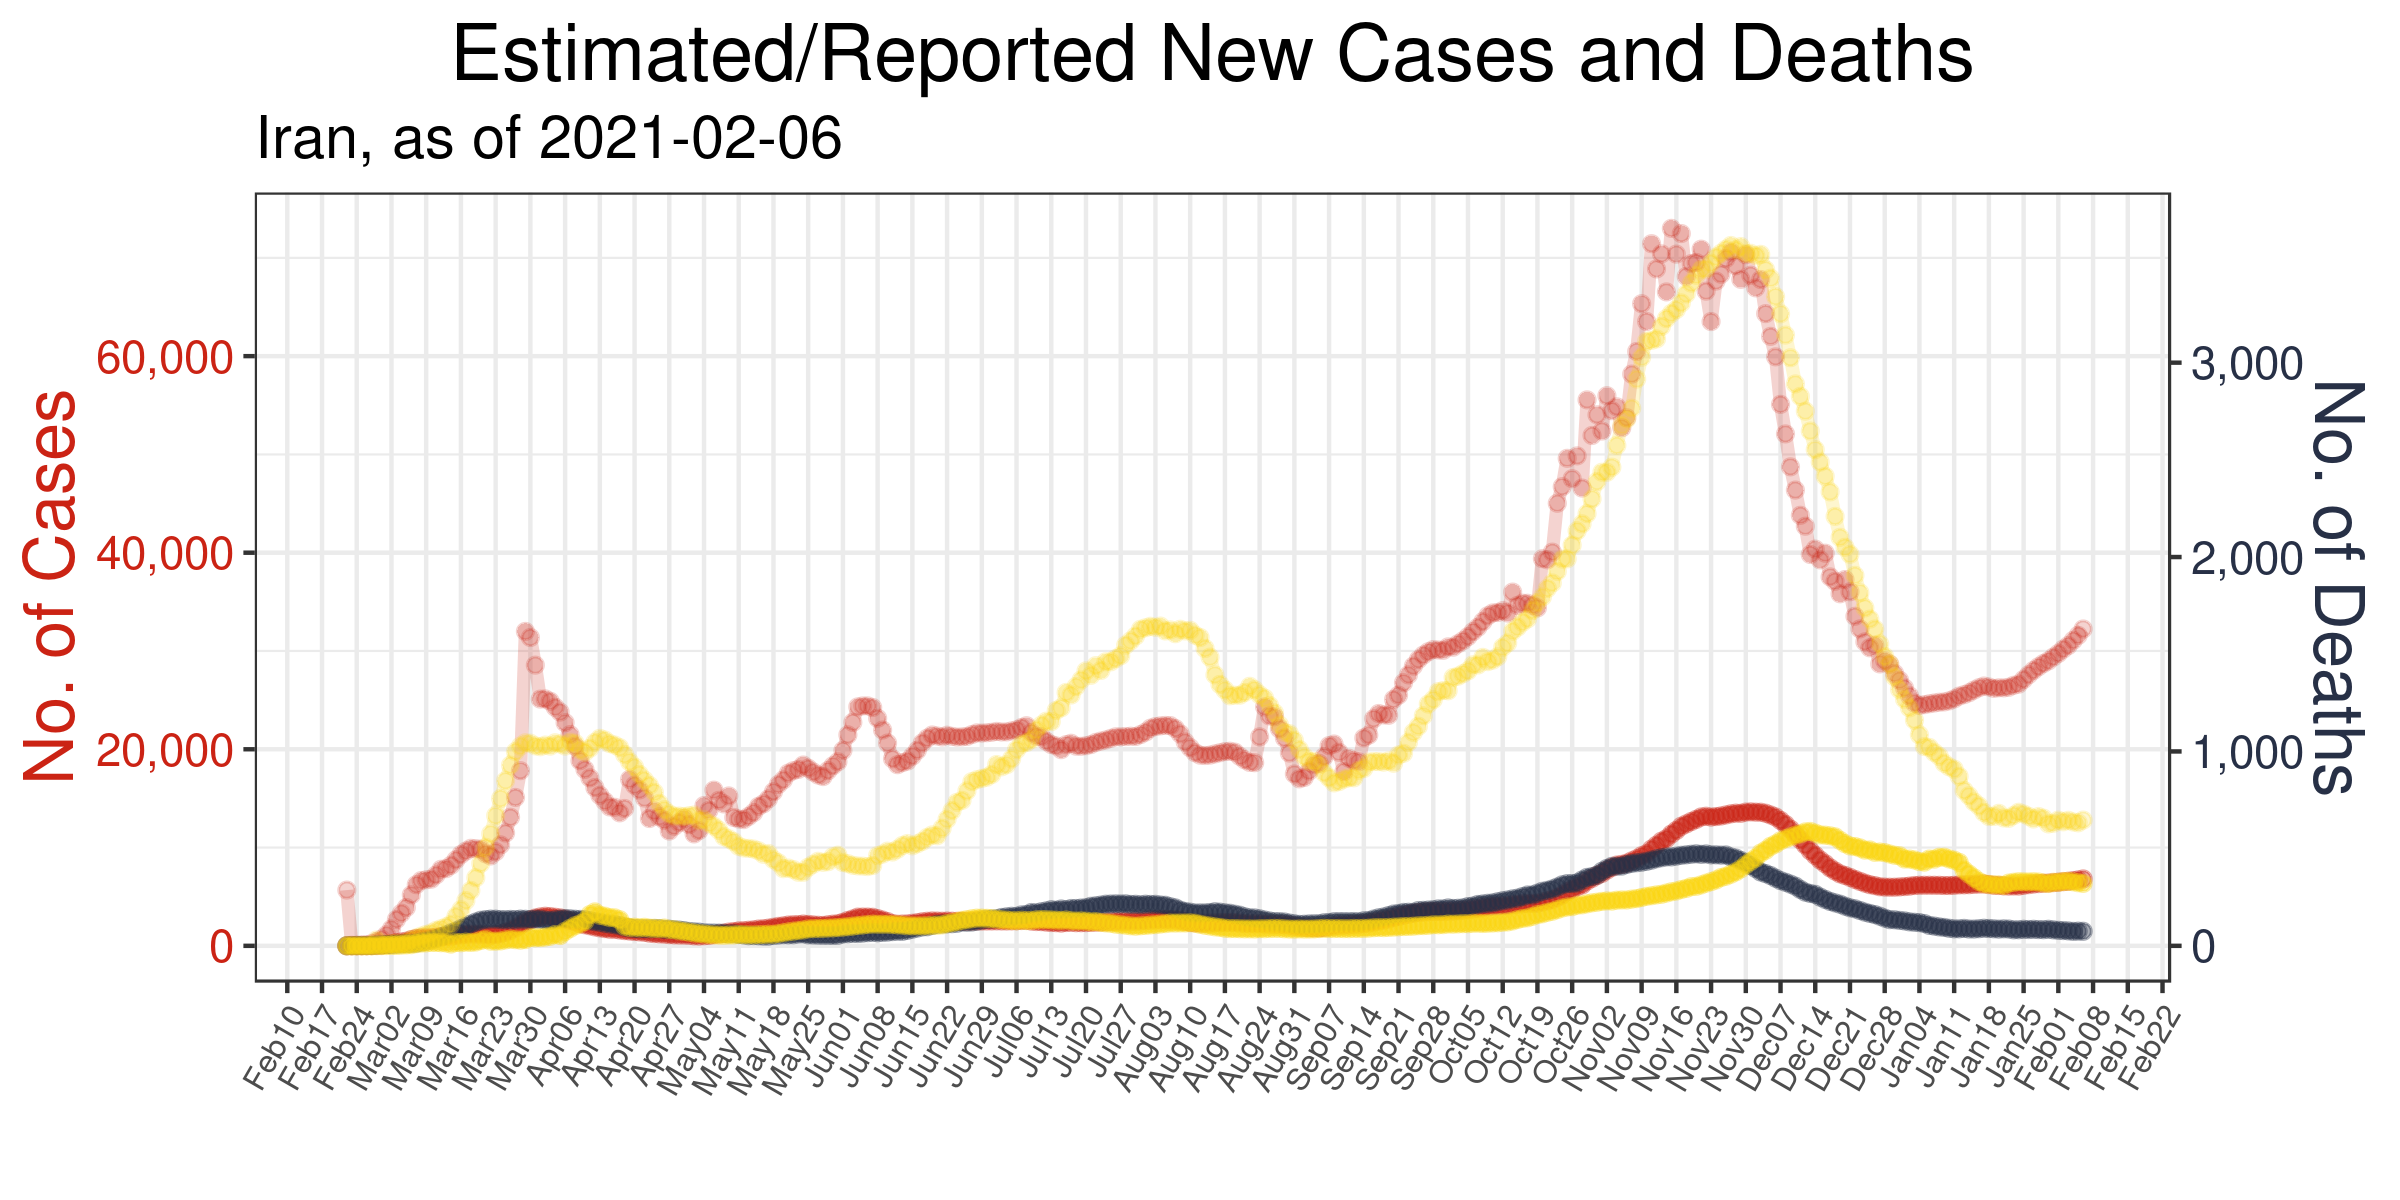 Estimated/Reported New Cases and Deaths
Iran, as of 2021-02-06
No. of Cases
60,000
40,000
20,000
0
3,000
2,000
1,000
0
No. of Deaths
Feb10
Feb17
Feb24
Mar02
Mar09
Mar16
Mar23
Mar30
Apr06
Apr13
Apr20
Apr27
May04
May11
May18
May25
Jun01
Jun08
Jun15
Jun22
Jun29
Jul06
Jul13
Jul20
Jul27
Aug03
Aug10
Aug17
Aug24
Aug31
Sep07
Sep14
Sep21
Sep28
Oct05
Oct12
Oct19
Oct26
Nov02
Nov09
Nov16
Nov23
Nov30
Dec07
Dec14
Dec21
Dec28
Jan04
Jan11
Jan18
Jan25
Feb01
Feb08
Feb15
Feb22